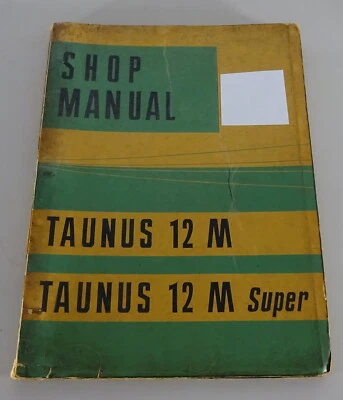 SHOP
MANUAL
TAUNUS 12 M
TAUNUS 12 M Super